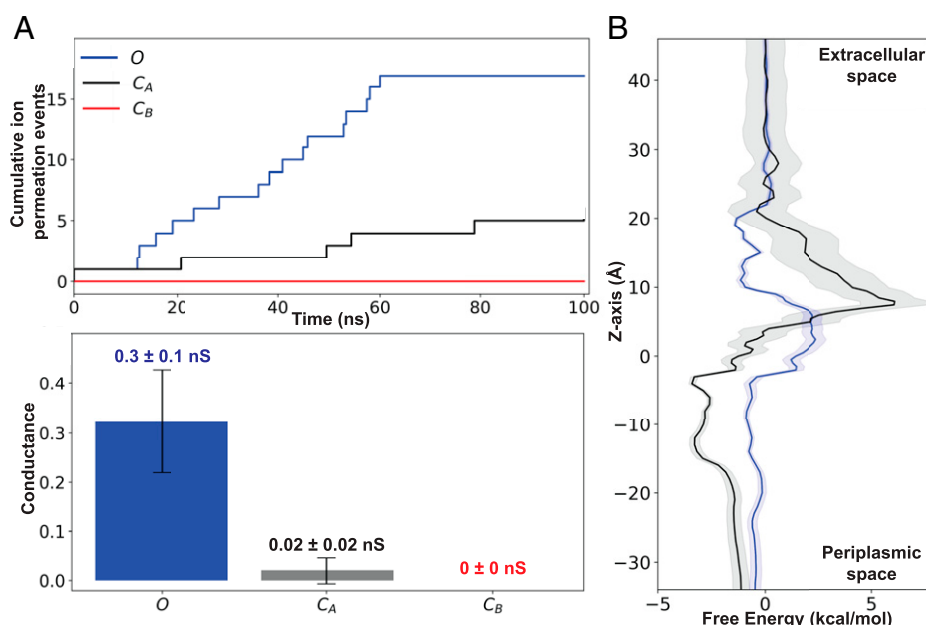 A
Cumulative ion
permeation events
15
10
5
0
O
C_A
C_B
0
20
40
60
80
100
Time (ns)
Conductance
0.4
0.3
0.2
0.1
0.0
0.3 ± 0.1 nS
0.02 ± 0.02 nS
0 ± 0 nS
O
C_A
C_B
B
Extracellular
space
Z-axis (Å)
40
30
20
10
0
−10
−20
−30
Periplasmic
space
−5
0
5
Free Energy (kcal/mol)